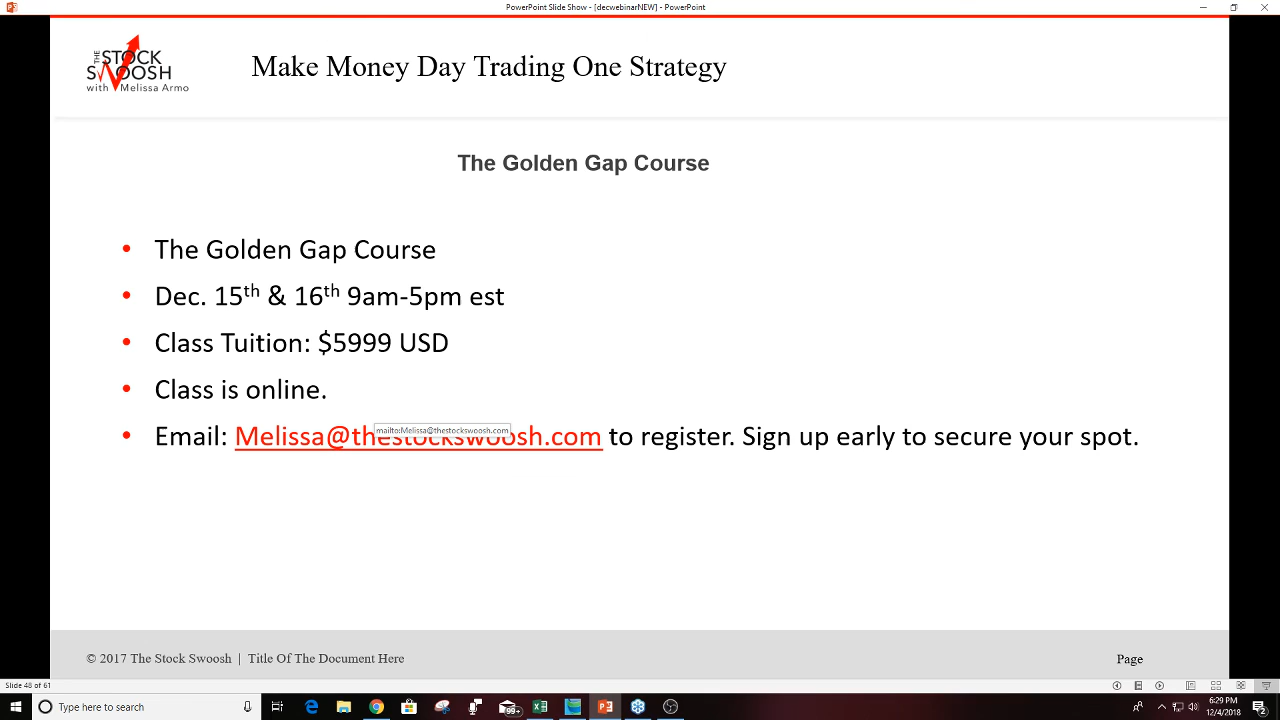 PowerPoint Slide Show - [decwebinarNEW] - PowerPoint
THE STOCK
SWOOSH
with Melissa Armo
Make Money Day Trading One Strategy
The Golden Gap Course
• The Golden Gap Course
• Dec. 15th & 16th 9am-5pm est
• Class Tuition: $5999 USD
• Class is online.
• Email: Melissa@thestockswoosh.com to register. Sign up early to secure your spot.
mailto:Melissa@thestockswoosh.com
© 2017 The Stock Swoosh | Title Of The Document Here
Page
Slide 48 of 61
Type here to search
99+
6:29 PM
12/4/2018